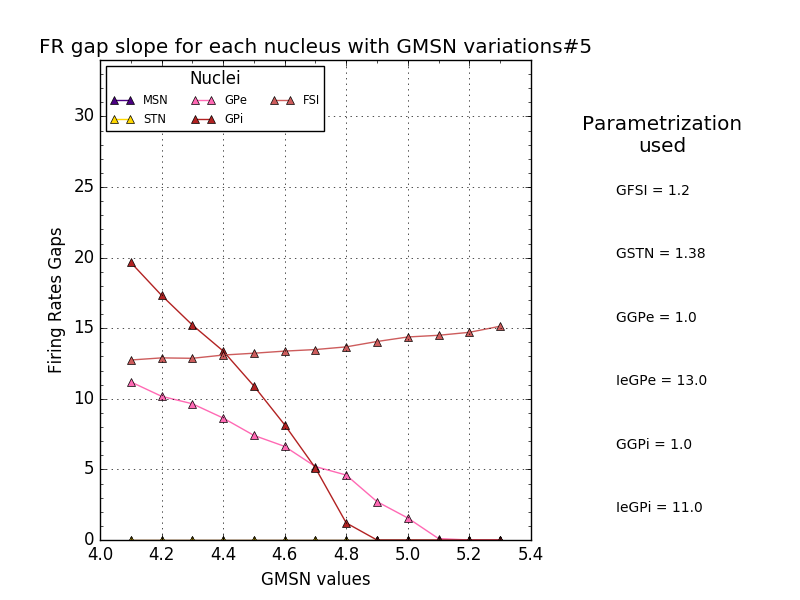 FR gap slope for each nucleus with GMSN variations#5
Nuclei
MSN GPe FSI
STN GPi
Firing Rates Gaps
30
25
20
15
10
5
0
4.0 4.2 4.4 4.6 4.8 5.0 5.2 5.4
GMSN values
Parametrization
used
GFSI = 1.2
GSTN = 1.38
GGPe = 1.0
IeGPe = 13.0
GGPi = 1.0
IeGPi = 11.0